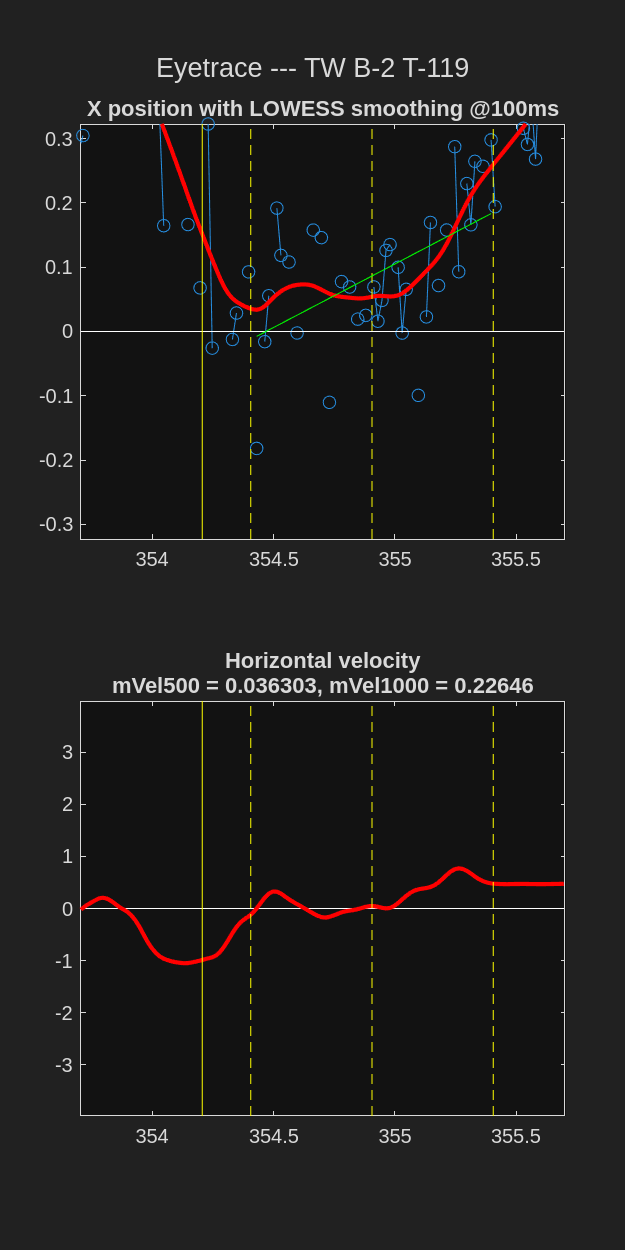 Eyetrace --- TW B-2 T-119
X position with LOWESS smoothing @100ms
0.3
0.2
0.1
0
-0.1
-0.2
-0.3
354 354.5 355 355.5
Horizontal velocity
mVel500 = 0.036303, mVel1000 = 0.22646
3
2
1
0
-1
-2
-3
354 354.5 355 355.5